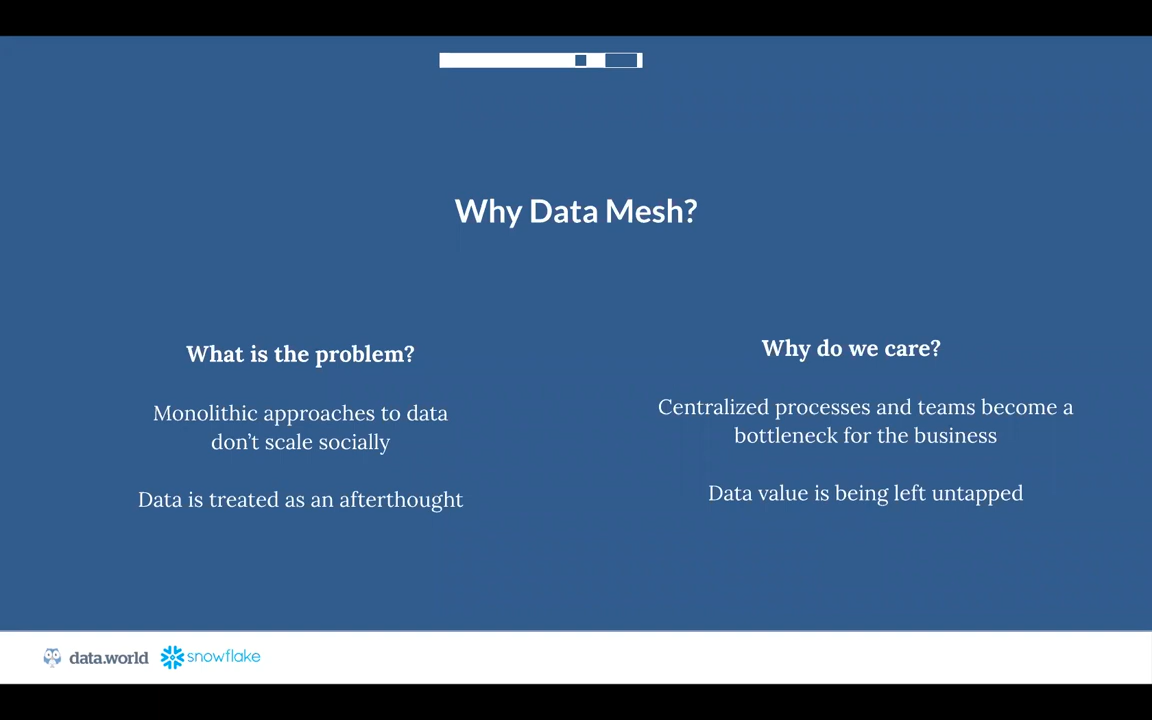 Why Data Mesh?
What is the problem?
Monolithic approaches to data
don’t scale socially
Data is treated as an afterthought
Why do we care?
Centralized processes and teams become a
bottleneck for the business
Data value is being left untapped
data.world
snowflake